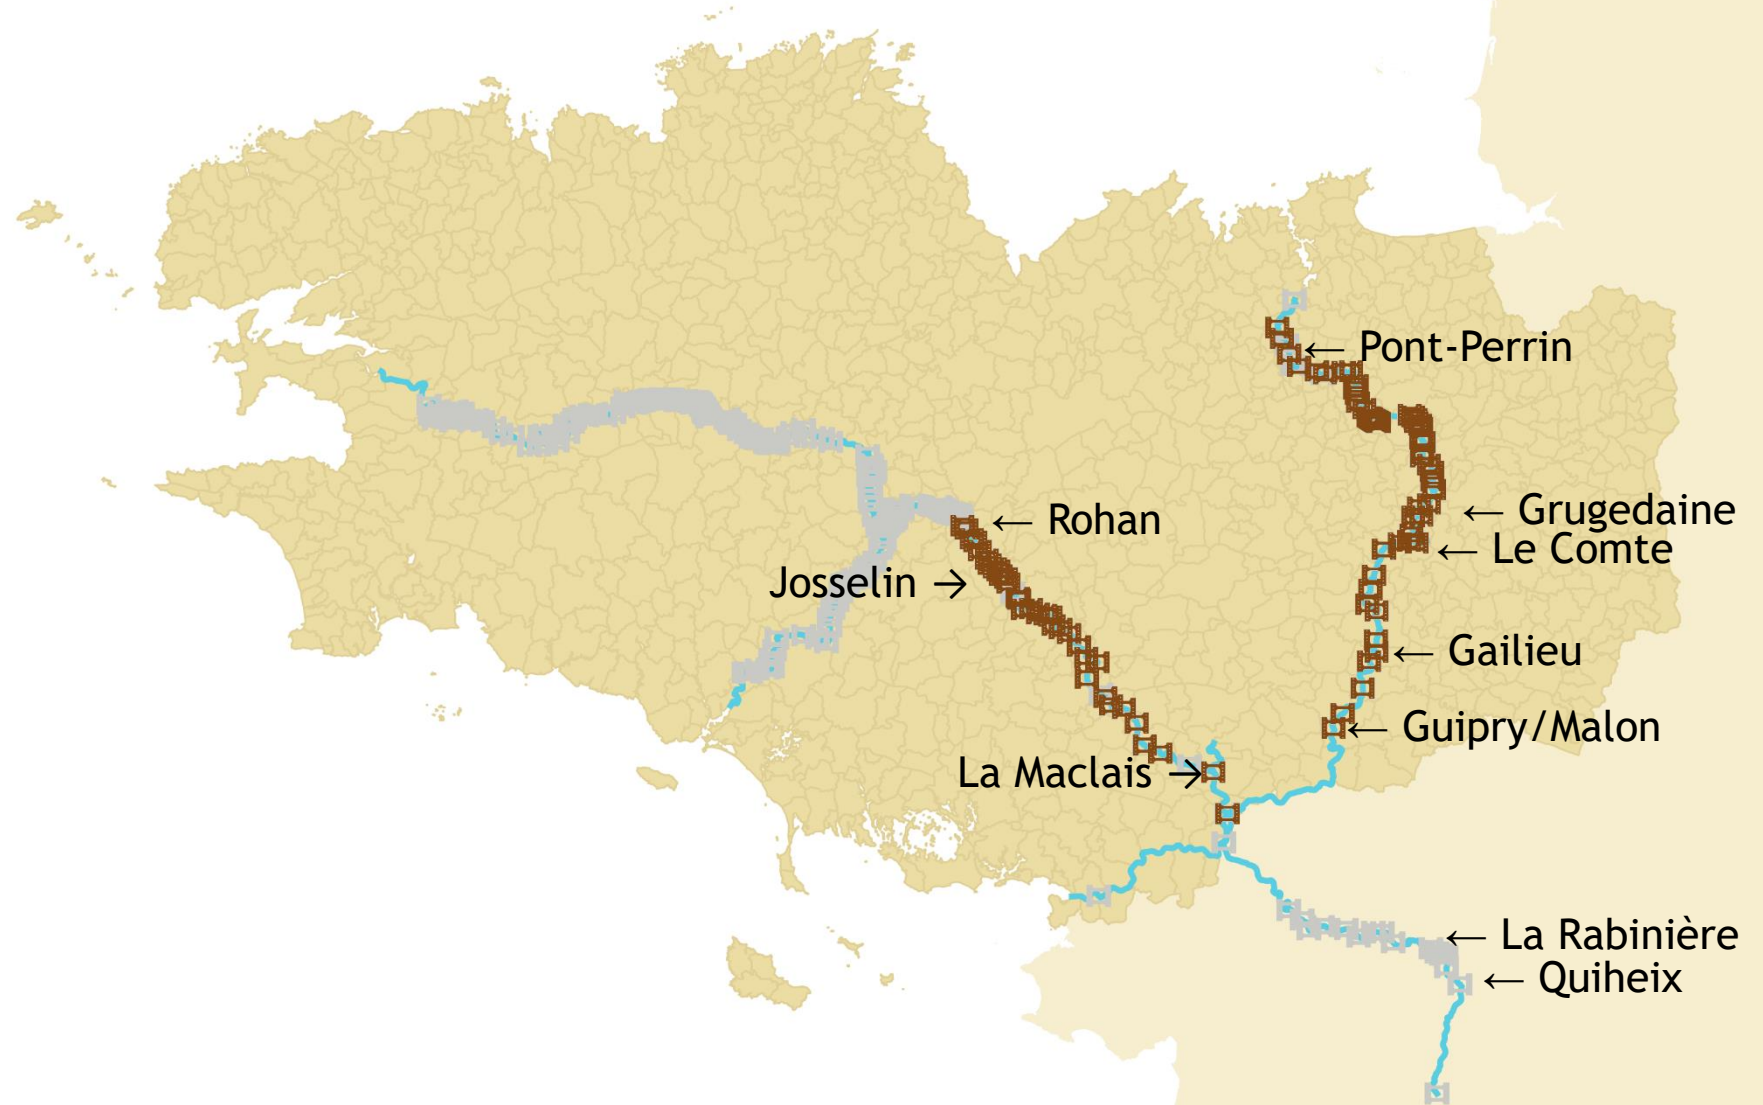 ← Pont-Perrin
← Grugedaine
← Rohan
← Le Comte
Josselin →
← Gailieu
← Guipry/Malon
La Maclais →
← La Rabinière
← Quiheix